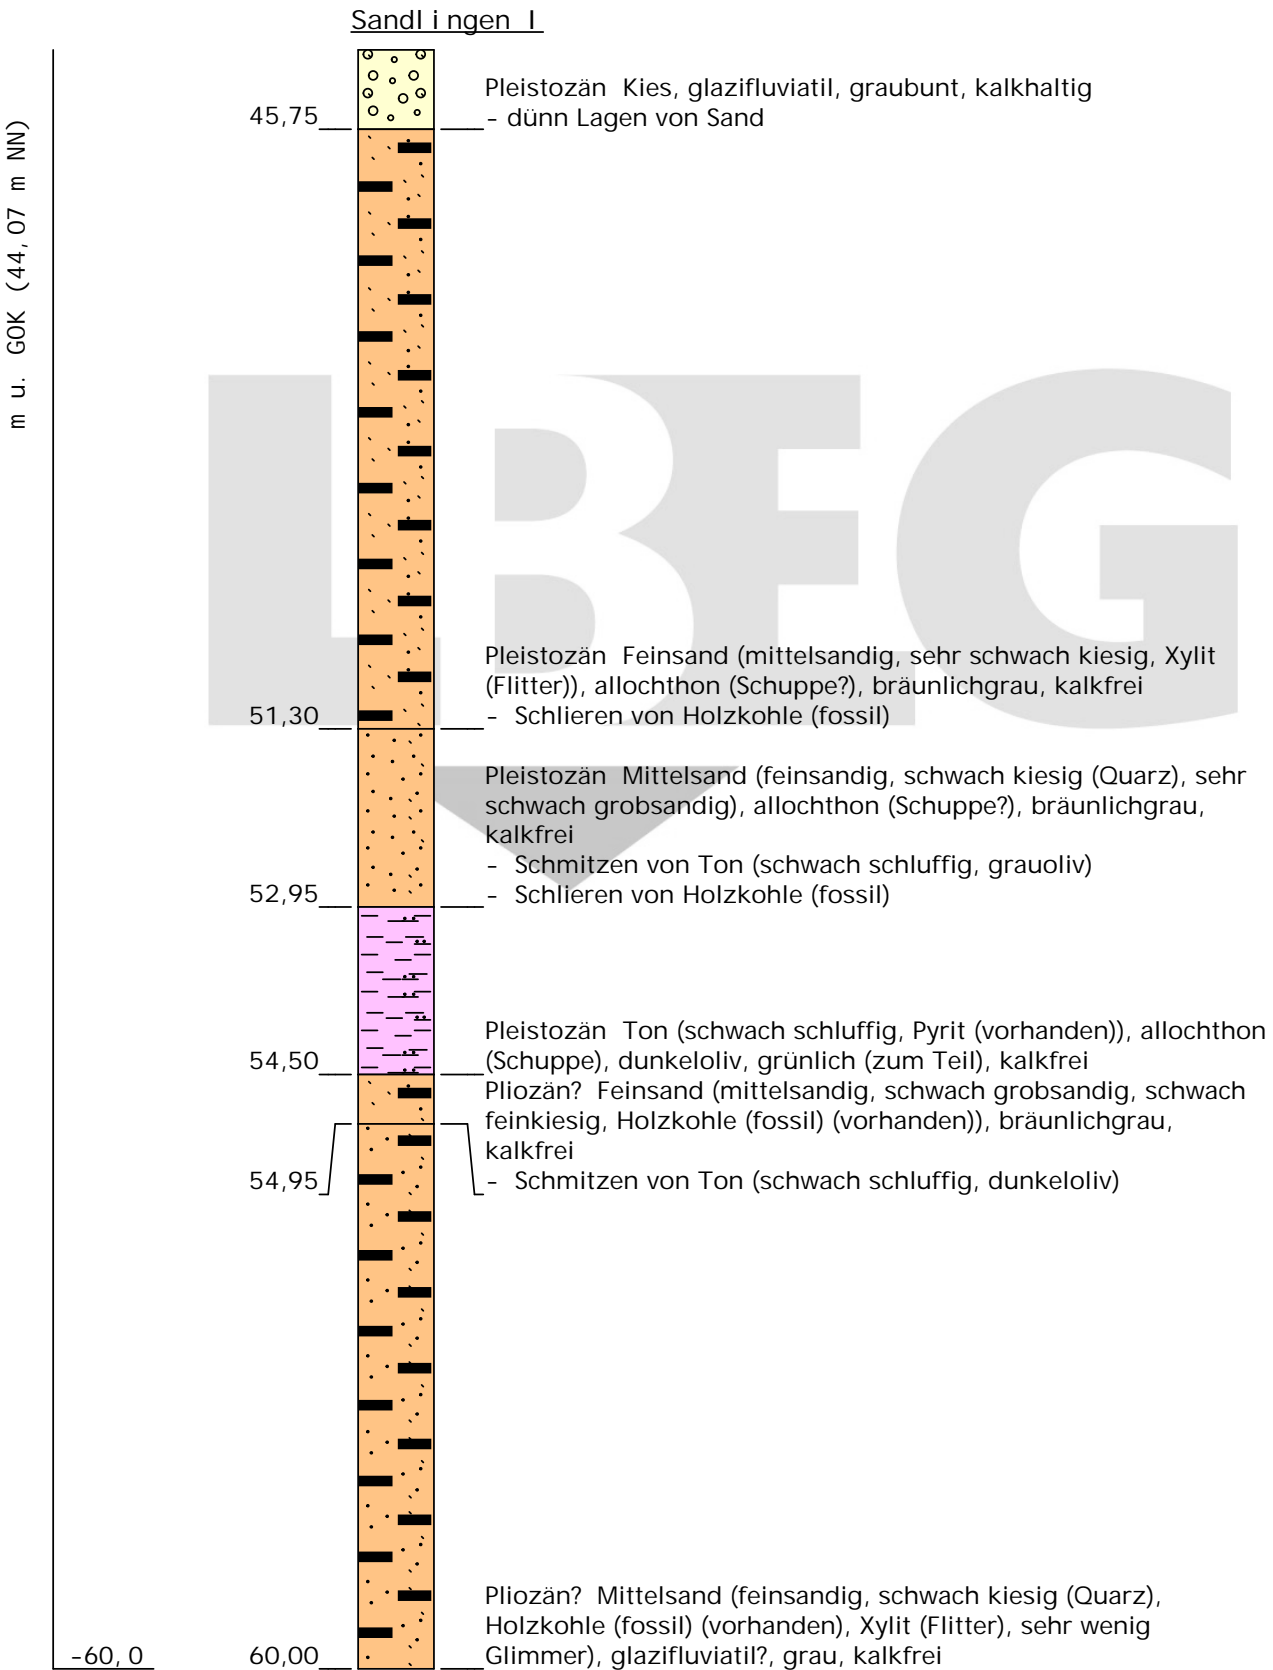 Sandlingen I
m u. GOK (44,07 m NN)
Pleistozän Kies, glazifluviatil, graubunt, kalkhaltig
45,75
- dünn Lagen von Sand
LBEG
Pleistozän Feinsand (mittelsandig, sehr schwach kiesig, Xylit
(Flitter)), allochthon (Schuppe?), bräunlichgrau, kalkfrei
51,30
- Schlieren von Holzkohle (fossil)
Pleistozän Mittelsand (feinsandig, schwach kiesig (Quarz), sehr
schwach grobsandig), allochthon (Schuppe?), bräunlichgrau,
kalkfrei
- Schmitzen von Ton (schwach schluffig, grauoliv)
52,95
- Schlieren von Holzkohle (fossil)
Pleistozän Ton (schwach schluffig, Pyrit (vorhanden)), allochthon
54,50
(Schuppe), dunkeloliv, grünlich (zum Teil), kalkfrei
Pliozän? Feinsand (mittelsandig, schwach grobsandig, schwach
feinkiesig, Holzkohle (fossil) (vorhanden)), bräunlichgrau,
kalkfrei
54,95
- Schmitzen von Ton (schwach schluffig, dunkeloliv)
Pliozän? Mittelsand (feinsandig, schwach kiesig (Quarz),
Holzkohle (fossil) (vorhanden), Xylit (Flitter), sehr wenig
-60,0
60,00
Glimmer), glazifluviatil?, grau, kalkfrei